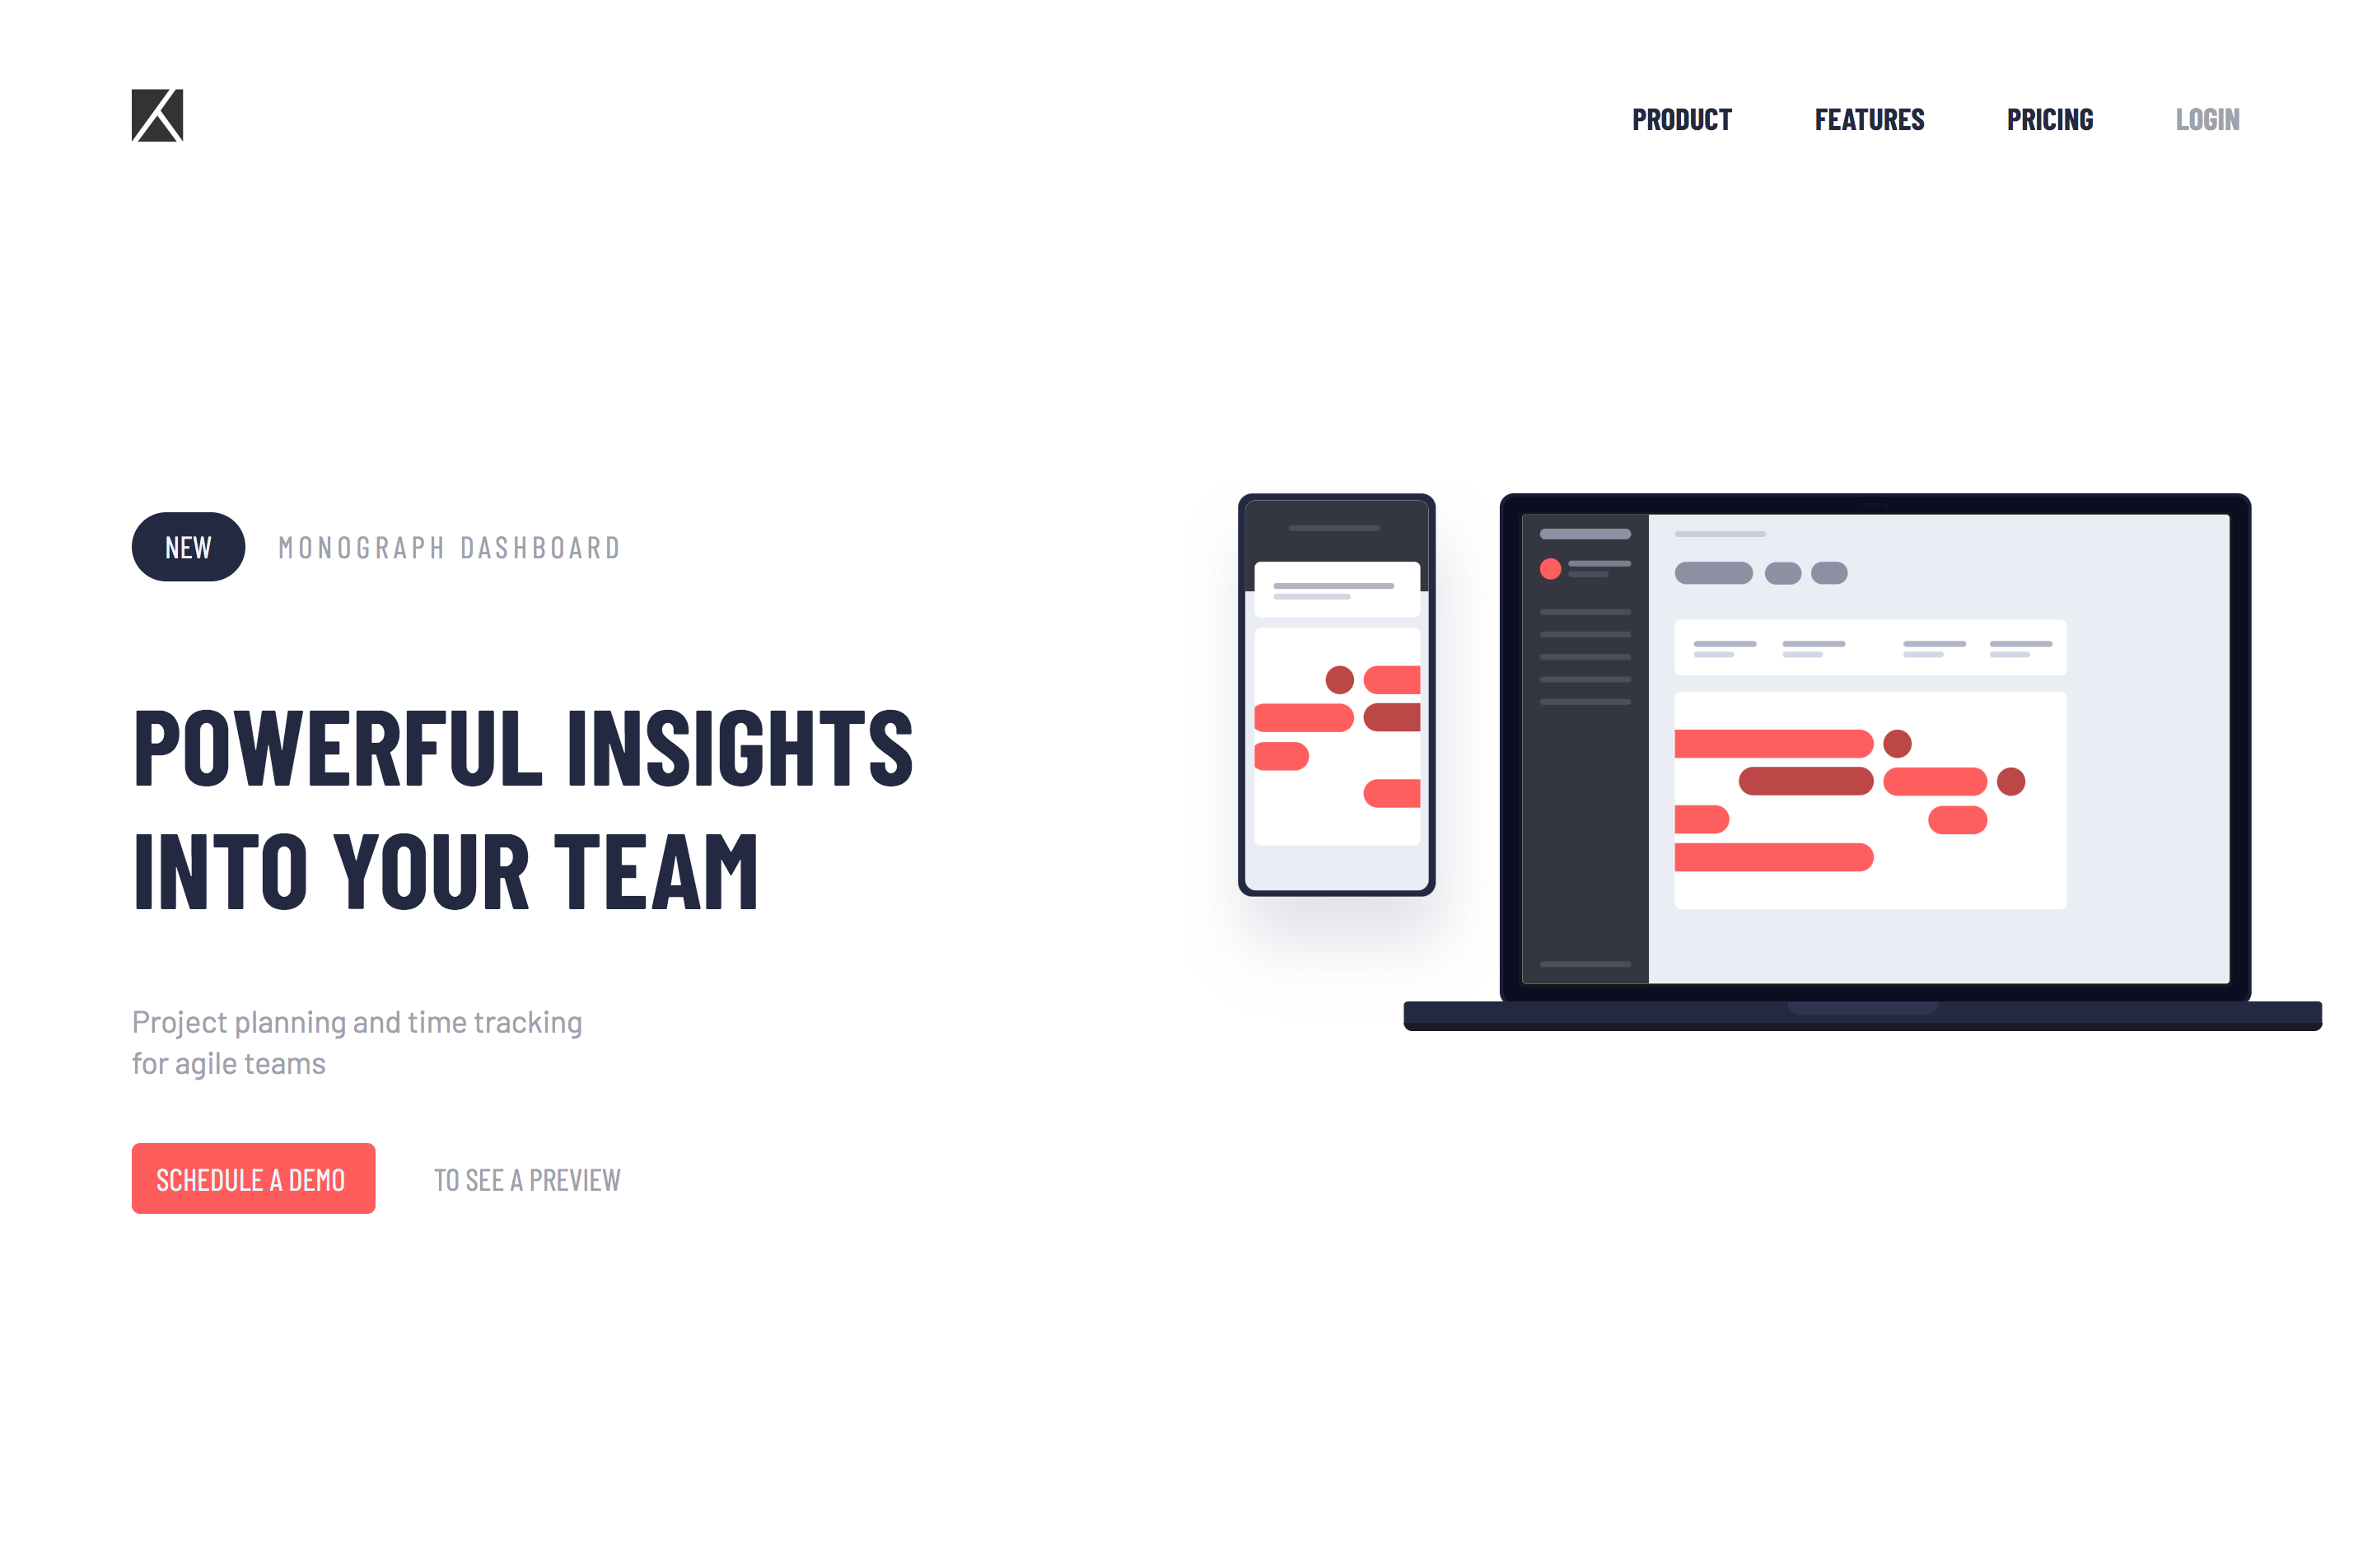 PRODUCT FEATURES PRICING LOGIN
NEW MONOGRAPH DASHBOARD
POWERFUL INSIGHTS
INTO YOUR TEAM
Project planning and time tracking
for agile teams
SCHEDULE A DEMO TO SEE A PREVIEW